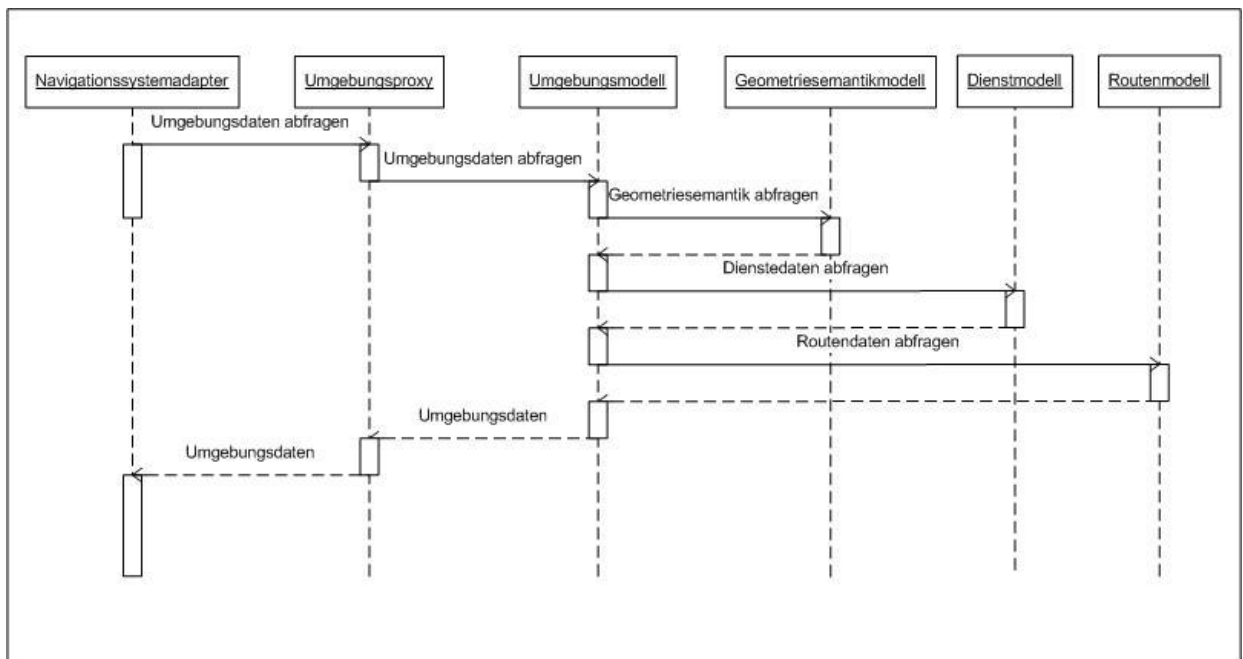 Navigationssystemadapter
Umgebungsproxy
Umgebungsmodell
Geometriesemantikmodell
Dienstmodell
Routenmodell
Umgebungsdaten abfragen
Umgebungsdaten abfragen
Geometriesemantik abfragen
Dienstedaten abfragen
Routendaten abfragen
Umgebungsdaten
Umgebungsdaten